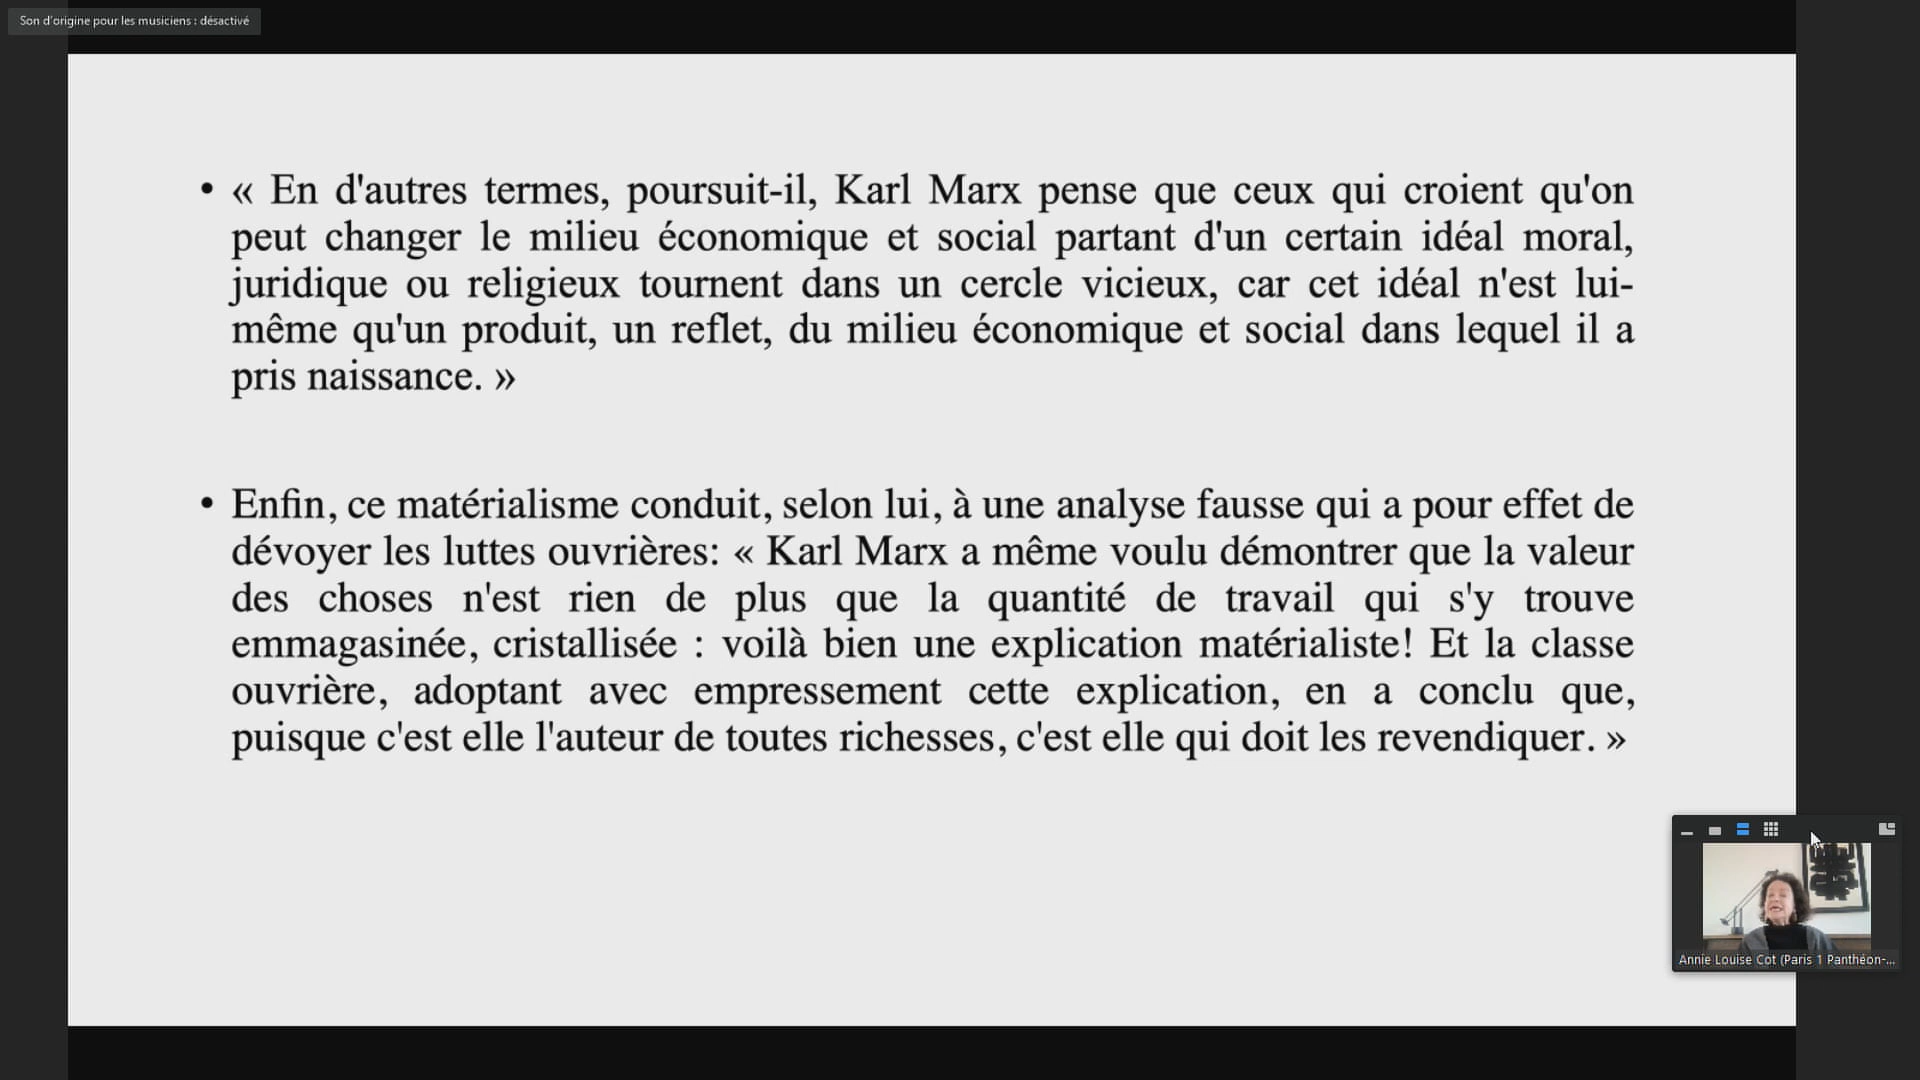 Son d'origine pour les musiciens : désactivé
• « En d'autres termes, poursuit-il, Karl Marx pense que ceux qui croient qu'on
peut changer le milieu économique et social partant d'un certain idéal moral,
juridique ou religieux tournent dans un cercle vicieux, car cet idéal n'est lui-
même qu'un produit, un reflet, du milieu économique et social dans lequel il a
pris naissance. »
• Enfin, ce matérialisme conduit, selon lui, à une analyse fausse qui a pour effet de
dévoyer les luttes ouvrières: « Karl Marx a même voulu démontrer que la valeur
des choses n'est rien de plus que la quantité de travail qui s'y trouve
emmagasinée, cristallisée : voilà bien une explication matérialiste! Et la classe
ouvrière, adoptant avec empressement cette explication, en a conclu que,
puisque c'est elle l'auteur de toutes richesses, c'est elle qui doit les revendiquer. »
Annie Louise Cot (Paris 1 Panthéon-...